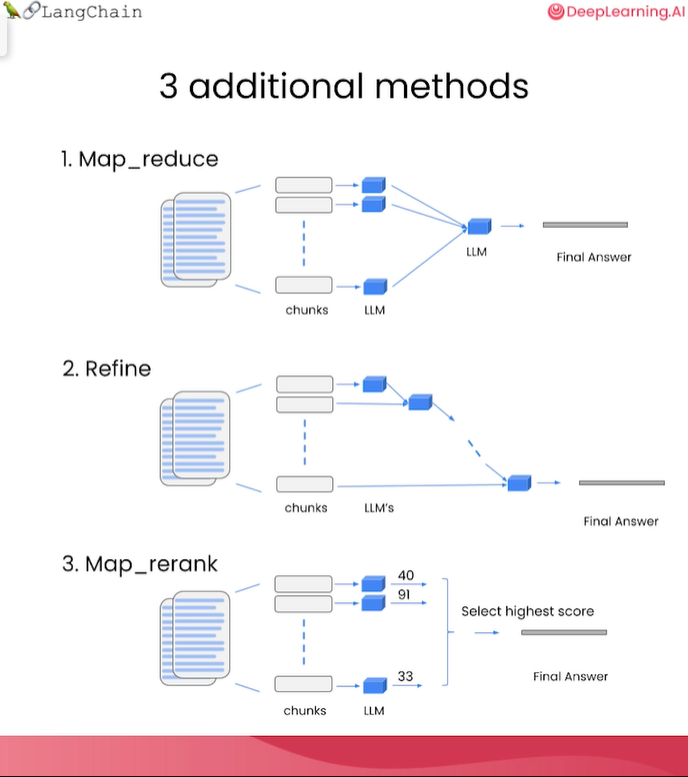 LangChain
DeepLearning.AI
3 additional methods
1. Map_reduce
LLM
Final Answer
chunks
LLM
2. Refine
chunks
LLM's
Final Answer
3. Map_rerank
40
91
Select highest score
33
Final Answer
chunks
LLM